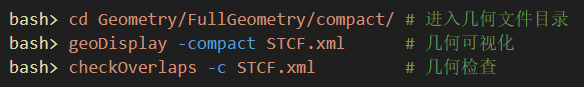 bash> cd Geometry/FullGeometry/compact/ # 进入几何文件目录
bash> geoDisplay -compact STCF.xml # 几何可视化
bash> checkOverlaps -c STCF.xml # 几何检查